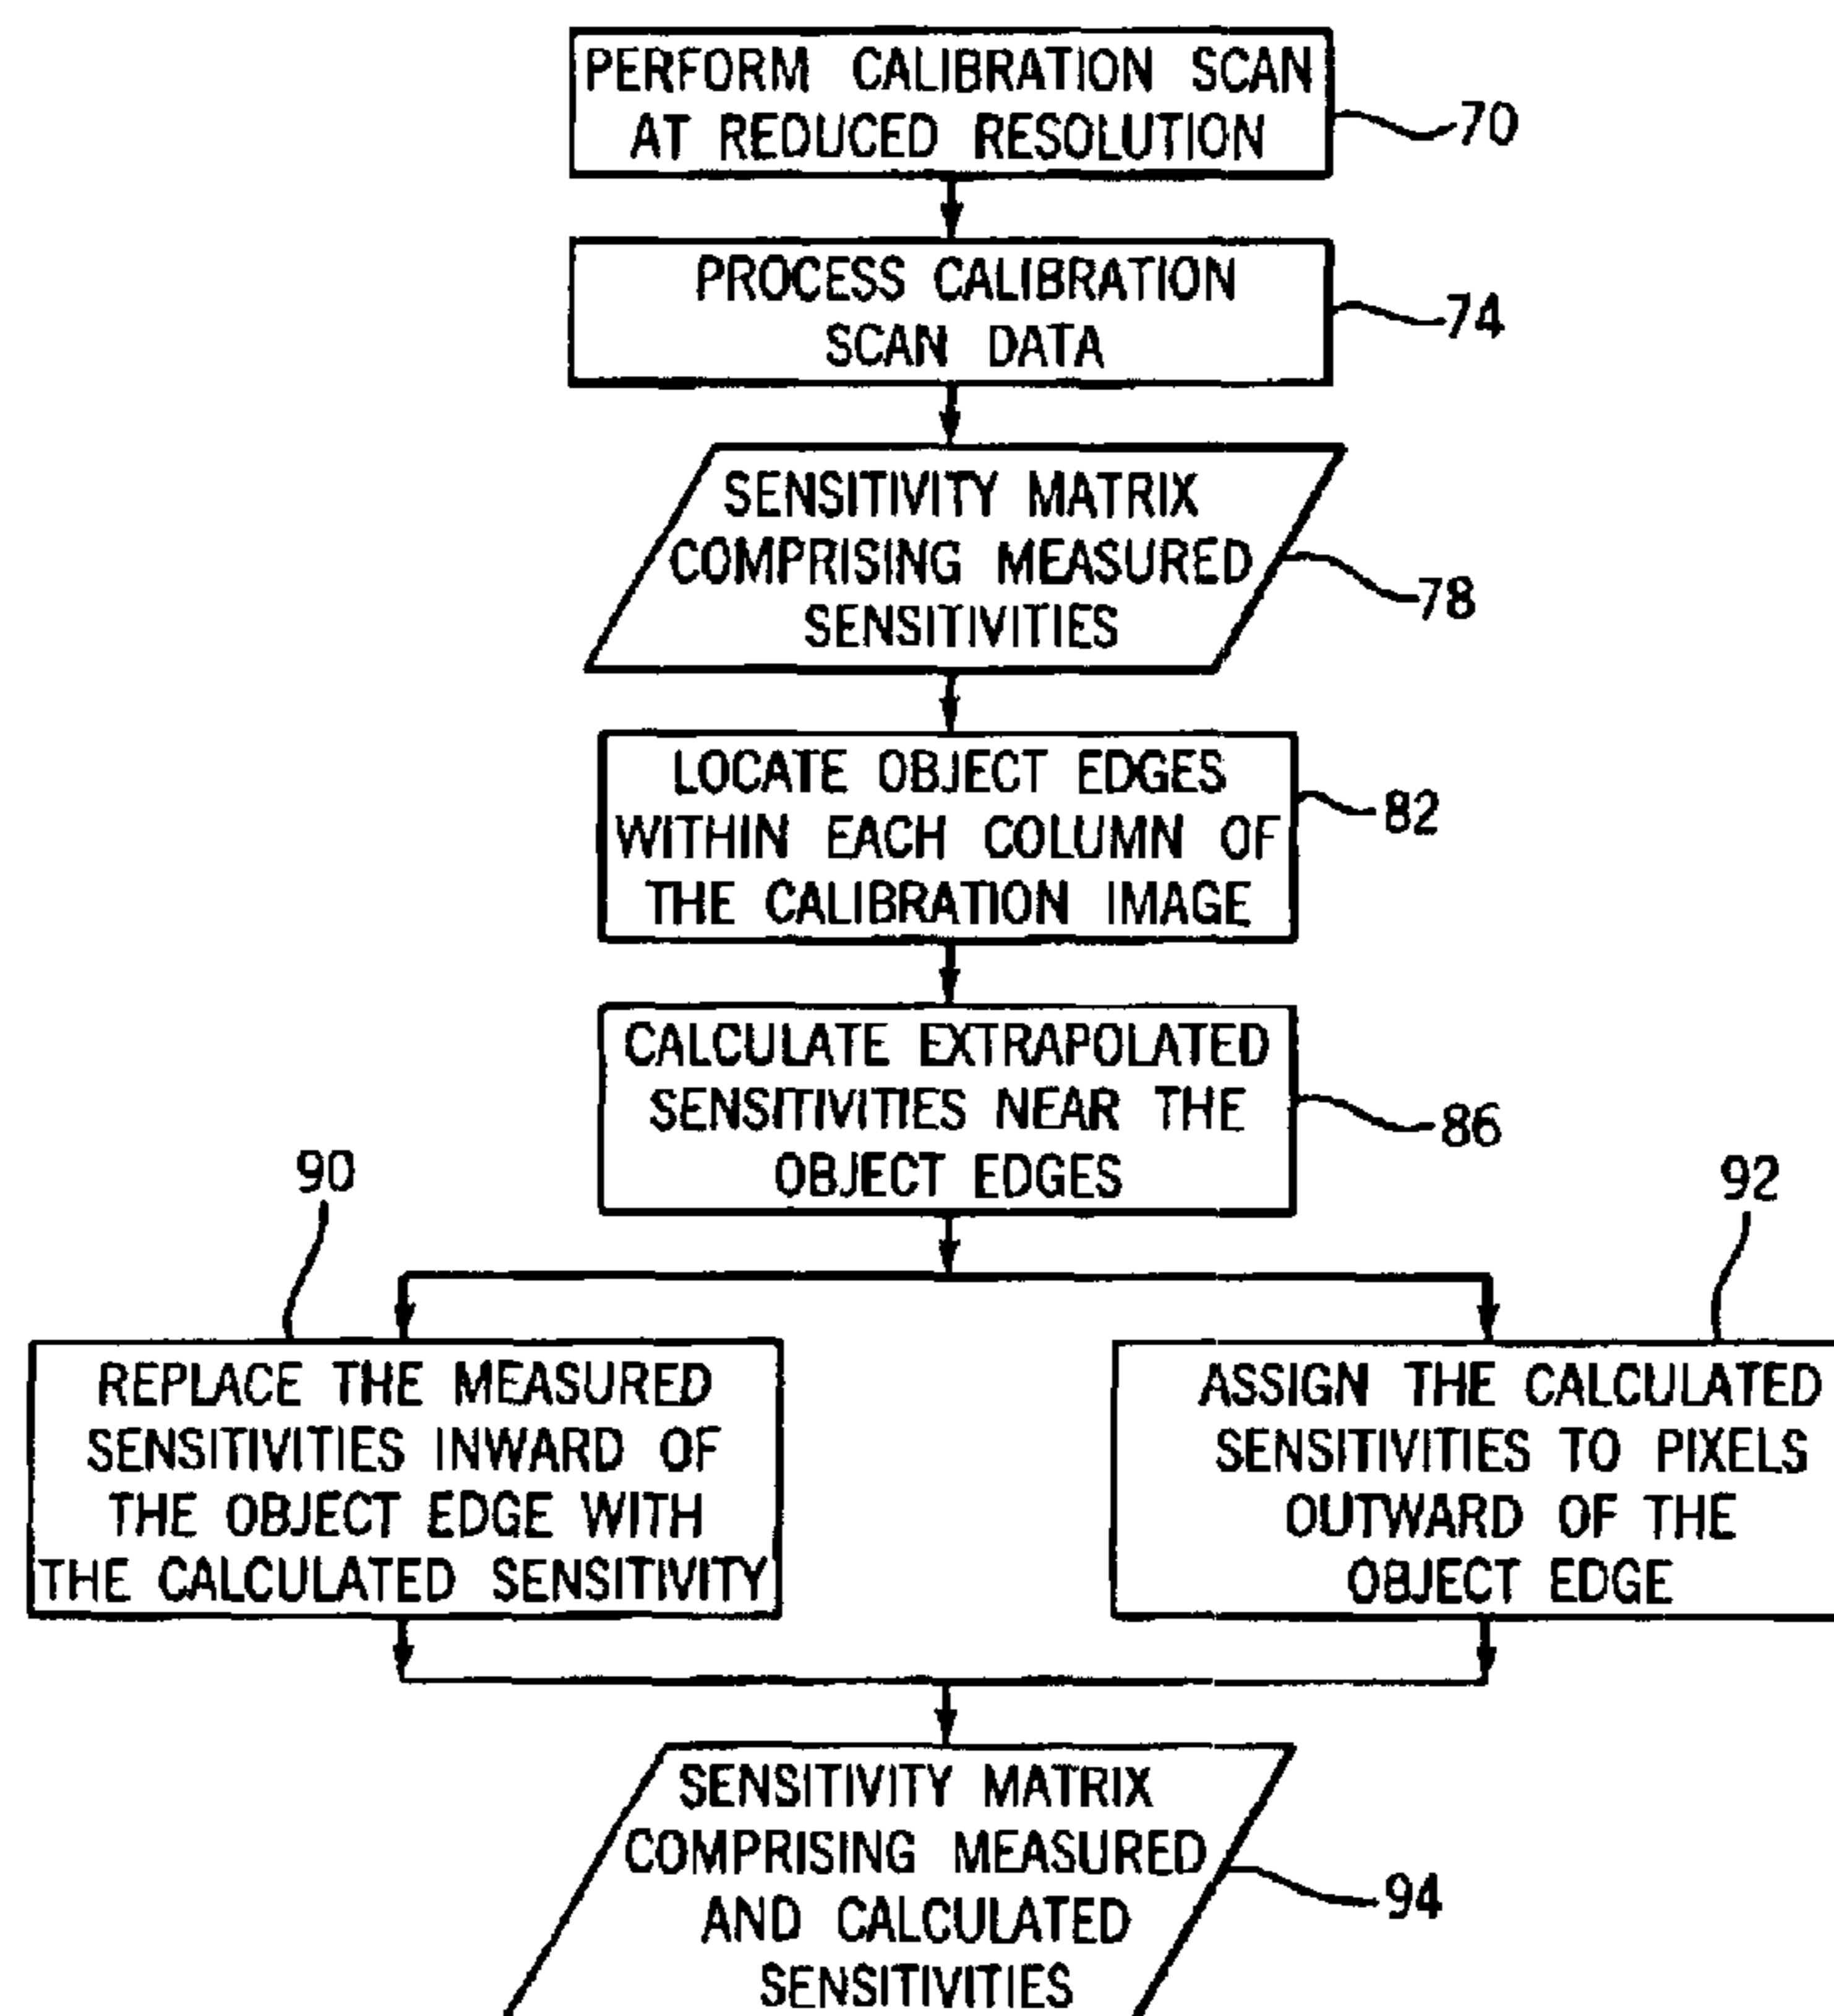 PERFORM CALIBRATION SCAN
AT REDUCED RESOLUTION
70
PROCESS CALIBRATION
SCAN DATA
74
SENSITIVITY MATRIX
COMPRISING MEASURED
SENSITIVITIES
78
LOCATE OBJECT EDGES
WITHIN EACH COLUMN OF
THE CALIBRATION IMAGE
82
CALCULATE EXTRAPOLATED
SENSITIVITIES NEAR THE
OBJECT EDGES
86
90
REPLACE THE MEASURED
SENSITIVITIES INWARD OF
THE OBJECT EDGE WITH
THE CALCULATED SENSITIVITY
92
ASSIGN THE CALCULATED
SENSITIVITIES TO PIXELS
OUTWARD OF THE
OBJECT EDGE
SENSITIVITY MATRIX
COMPRISING MEASURED
AND CALCULATED
SENSITIVITIES
94